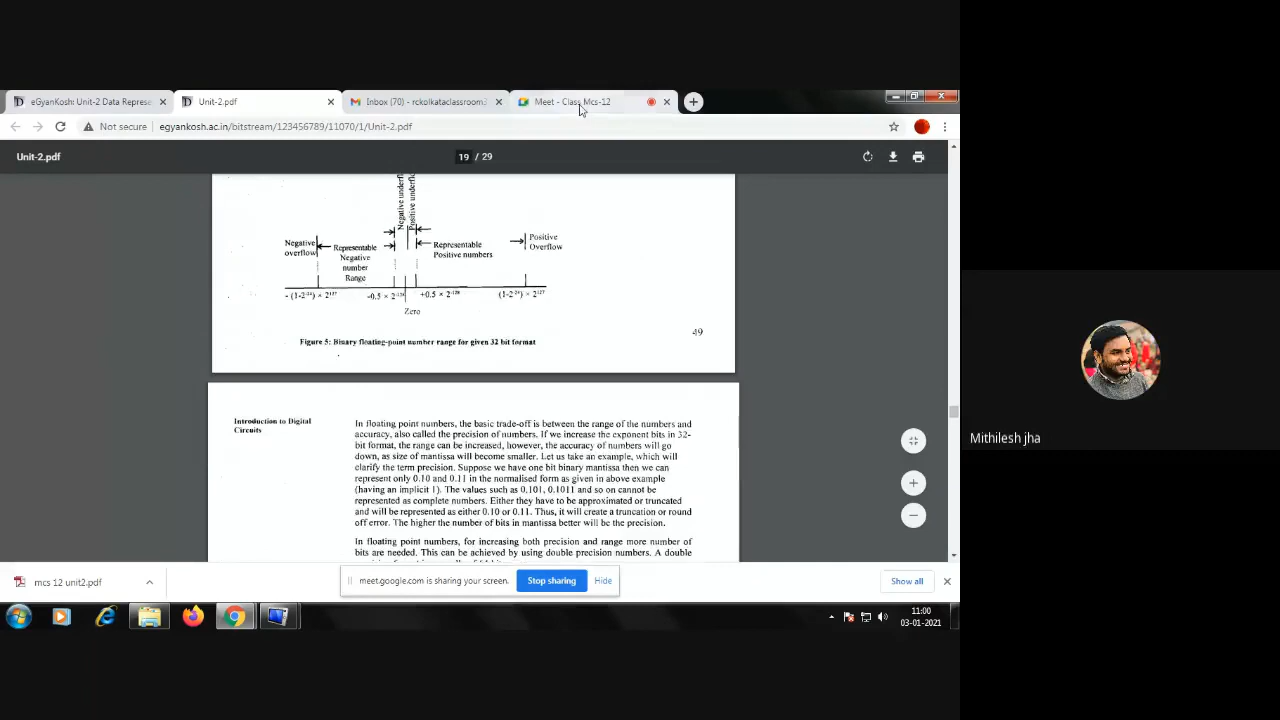 eGyanKosh: Unit-2 Data Represe
Unit-2.pdf
Inbox (70) - rckolkataclassroom
Meet - Class Mcs-12
Not secure
egyankosh.ac.in/bitstream/123456789/11070/1/Unit-2.pdf
Unit-2.pdf
19 / 29
Negative underfl
Positive underflo
Negative
overflow
Representable
Negative
number
Range
Representable
Positive numbers
Positive
Overflow
Zero
49
Figure 5: Binary floating-point number range for given 32 bit format
Introduction to Digital
Circuits
In floating point numbers, the basic trade-off is between the range of the numbers and
accuracy, also called the precision of numbers. If we increase the exponent bits in 32-
bit format, the range can be increased, however, the accuracy of numbers will go
down, as size of mantissa will become smaller. Let us take an example, which will
clarify the term precision. Suppose we have one bit binary mantissa then we can
represent only 0.10 and 0.11 in the normalised form as given in above example
(having an implicit 1). The values such as 0.101, 0.1011 and so on cannot be
represented as complete numbers. Either they have to be approximated or truncated
and will be represented as either 0.10 or 0.11. Thus, it will create a truncation or round
off error. The higher the number of bits in mantissa better will be the precision.
In floating point numbers, for increasing both precision and range more number of
bits are needed. This can be achieved by using double precision numbers. A double
Mithilesh jha
mcs 12 unit2.pdf
meet.google.com is sharing your screen.
Stop sharing
Hide
Show all
11:00
03-01-2021